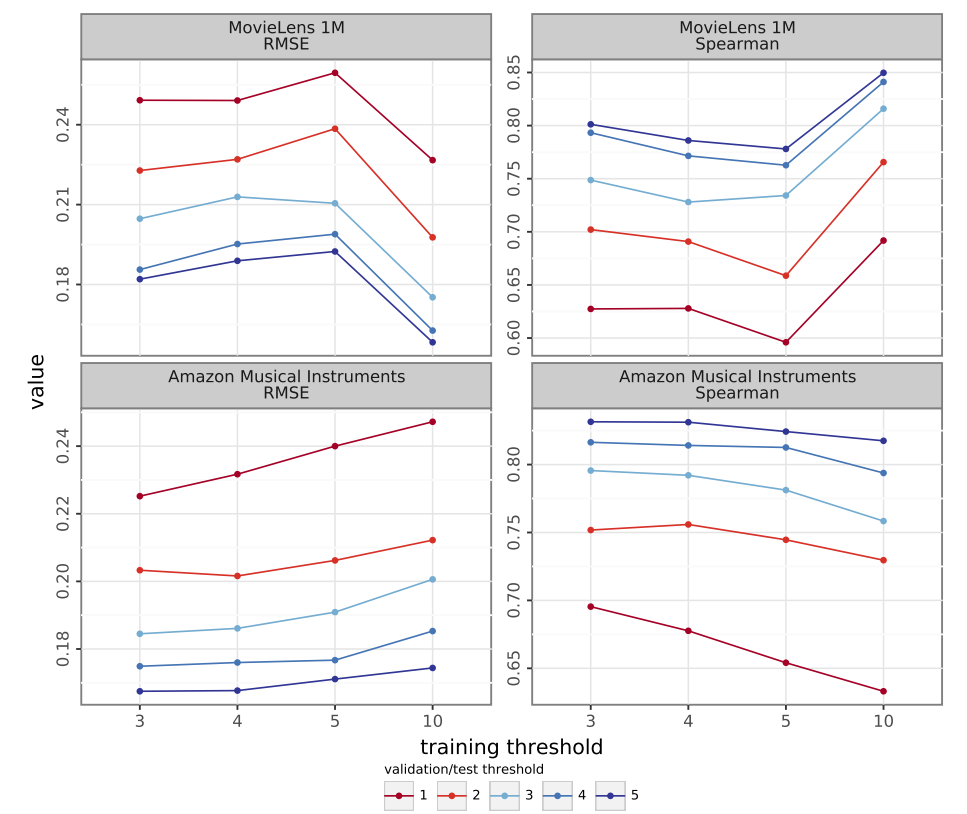 MovieLens 1M
RMSE
MovieLens 1M
Spearman
0.24
0.21
0.18
0.85
0.80
0.75
0.70
0.65
0.60
value
Amazon Musical Instruments
RMSE
Amazon Musical Instruments
Spearman
0.24
0.22
0.20
0.18
0.80
0.75
0.70
0.65
3 4 5 10
3 4 5 10
training threshold
validation/test threshold
1 2 3 4 5